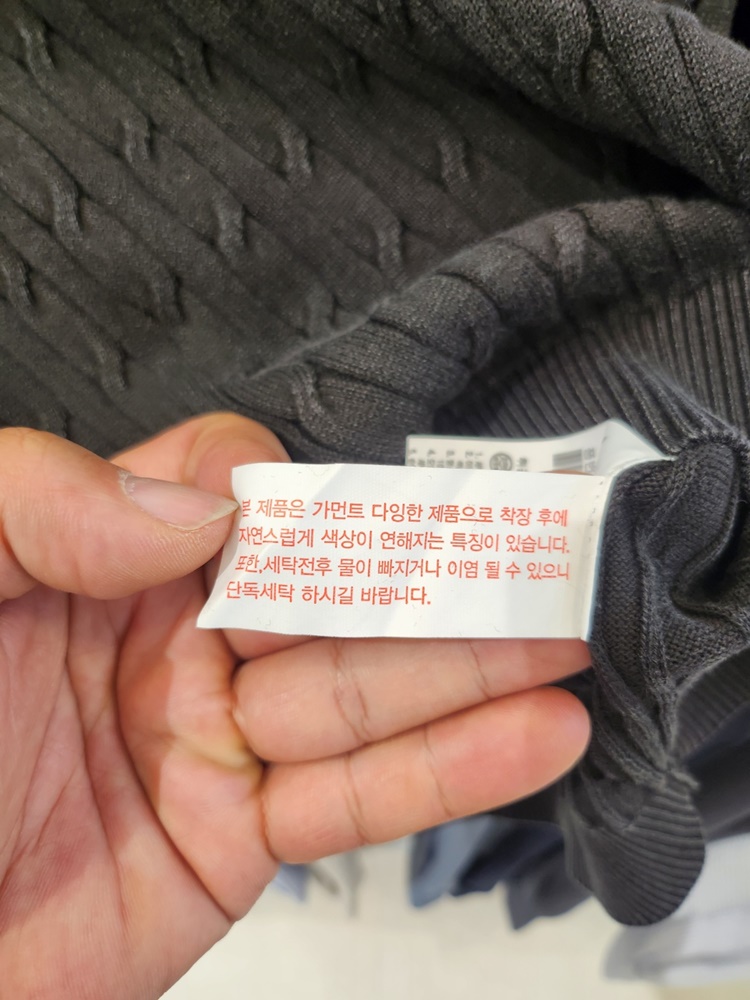 본 제품은 가먼트 다잉한 제품으로 착장 후에
자연스럽게 색상이 연해지는 특징이 있습니다.
또한,세탁전후 물이 빠지거나 이염 될 수 있으니
단독세탁 하시길 바랍니다.